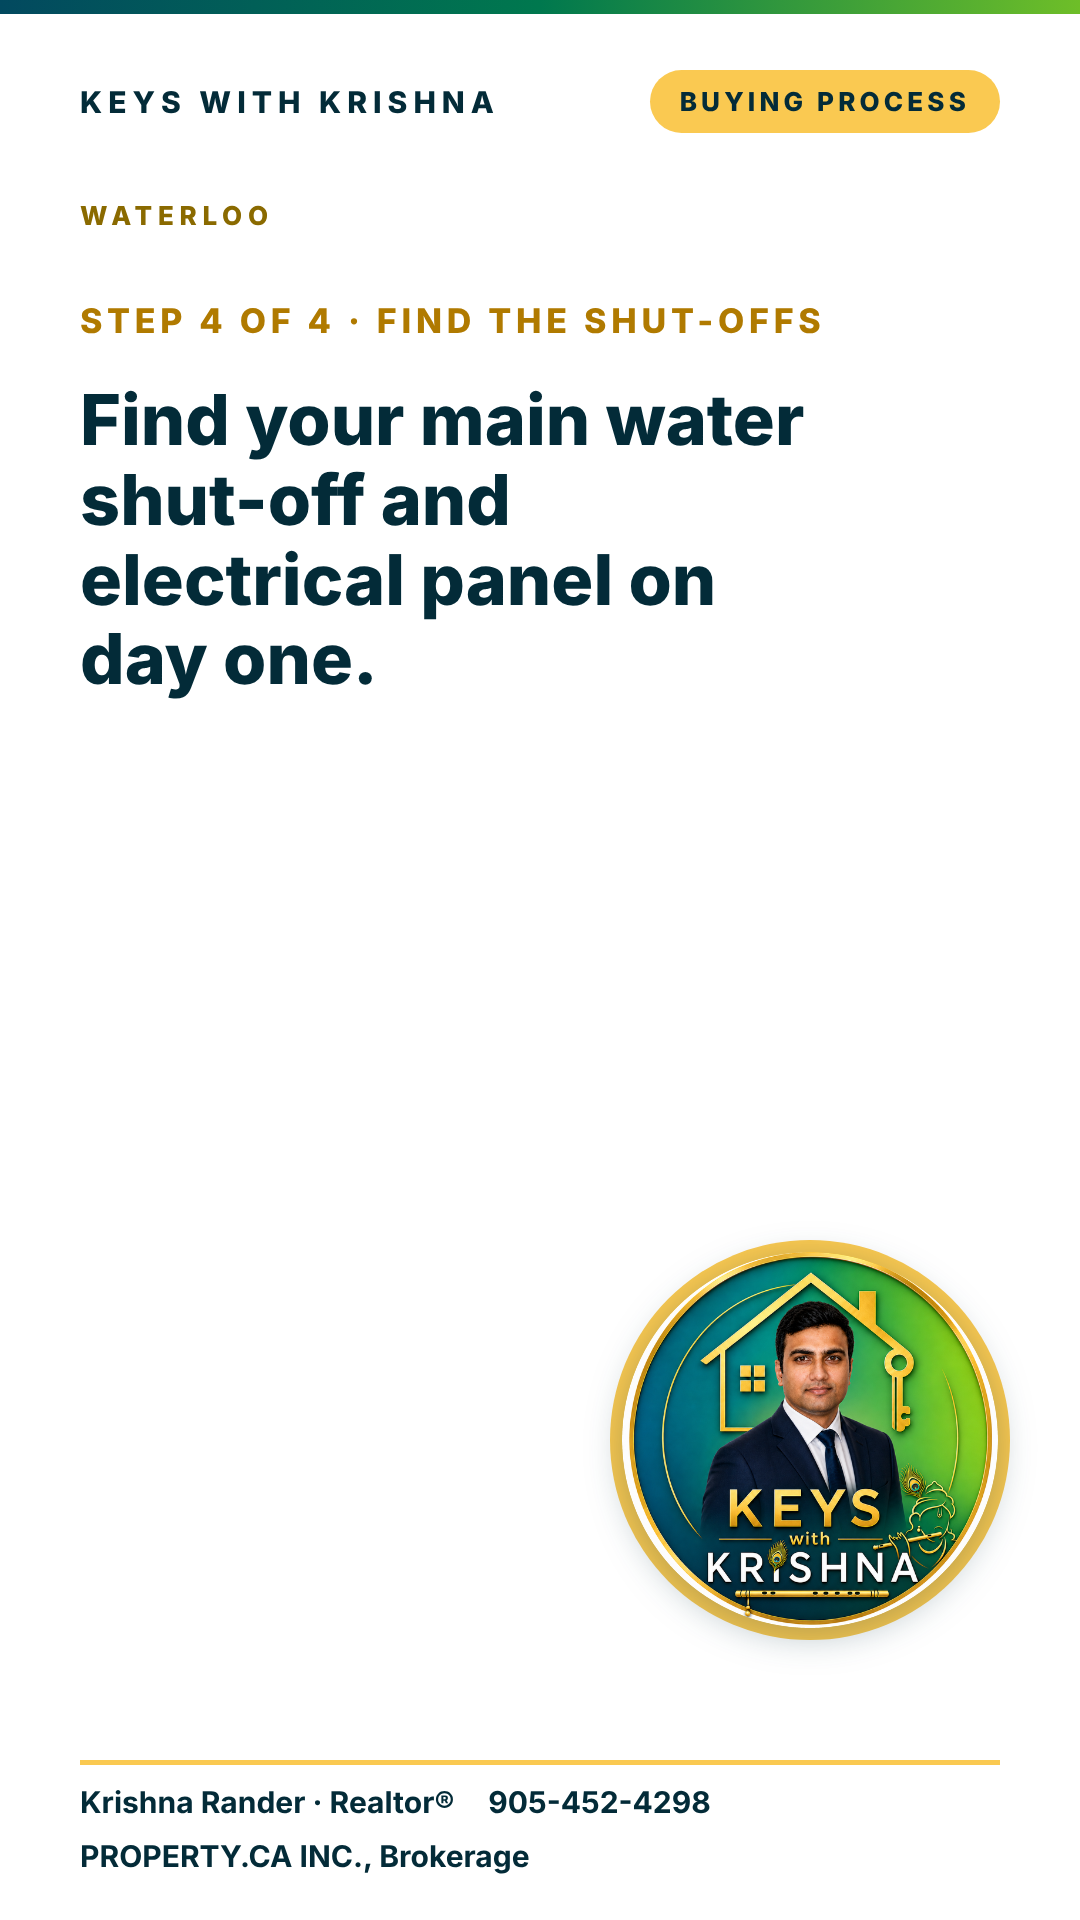 KEYS WITH KRISHNA
BUYING PROCESS
WATERLOO
STEP 4 OF 4 · FIND THE SHUT-OFFS
Find your main water
shut-off and
electrical panel on
day one.
KEYS
with
KRISHNA
Krishna Rander · Realtor® 905-452-4298
PROPERTY.CA INC., Brokerage